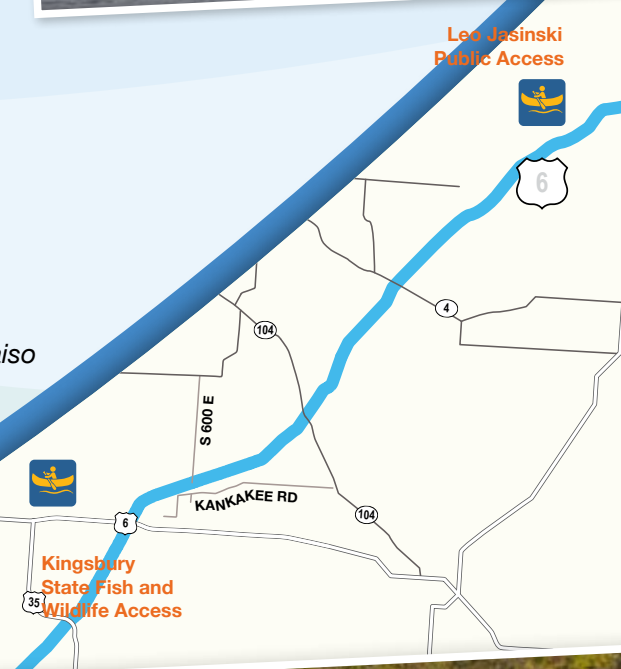 Leo Jasinski
Public Access
6
4
104
iso
S 600 E
KANKAKEE RD
104
6
Kingsbury
State Fish and
Wildlife Access
35